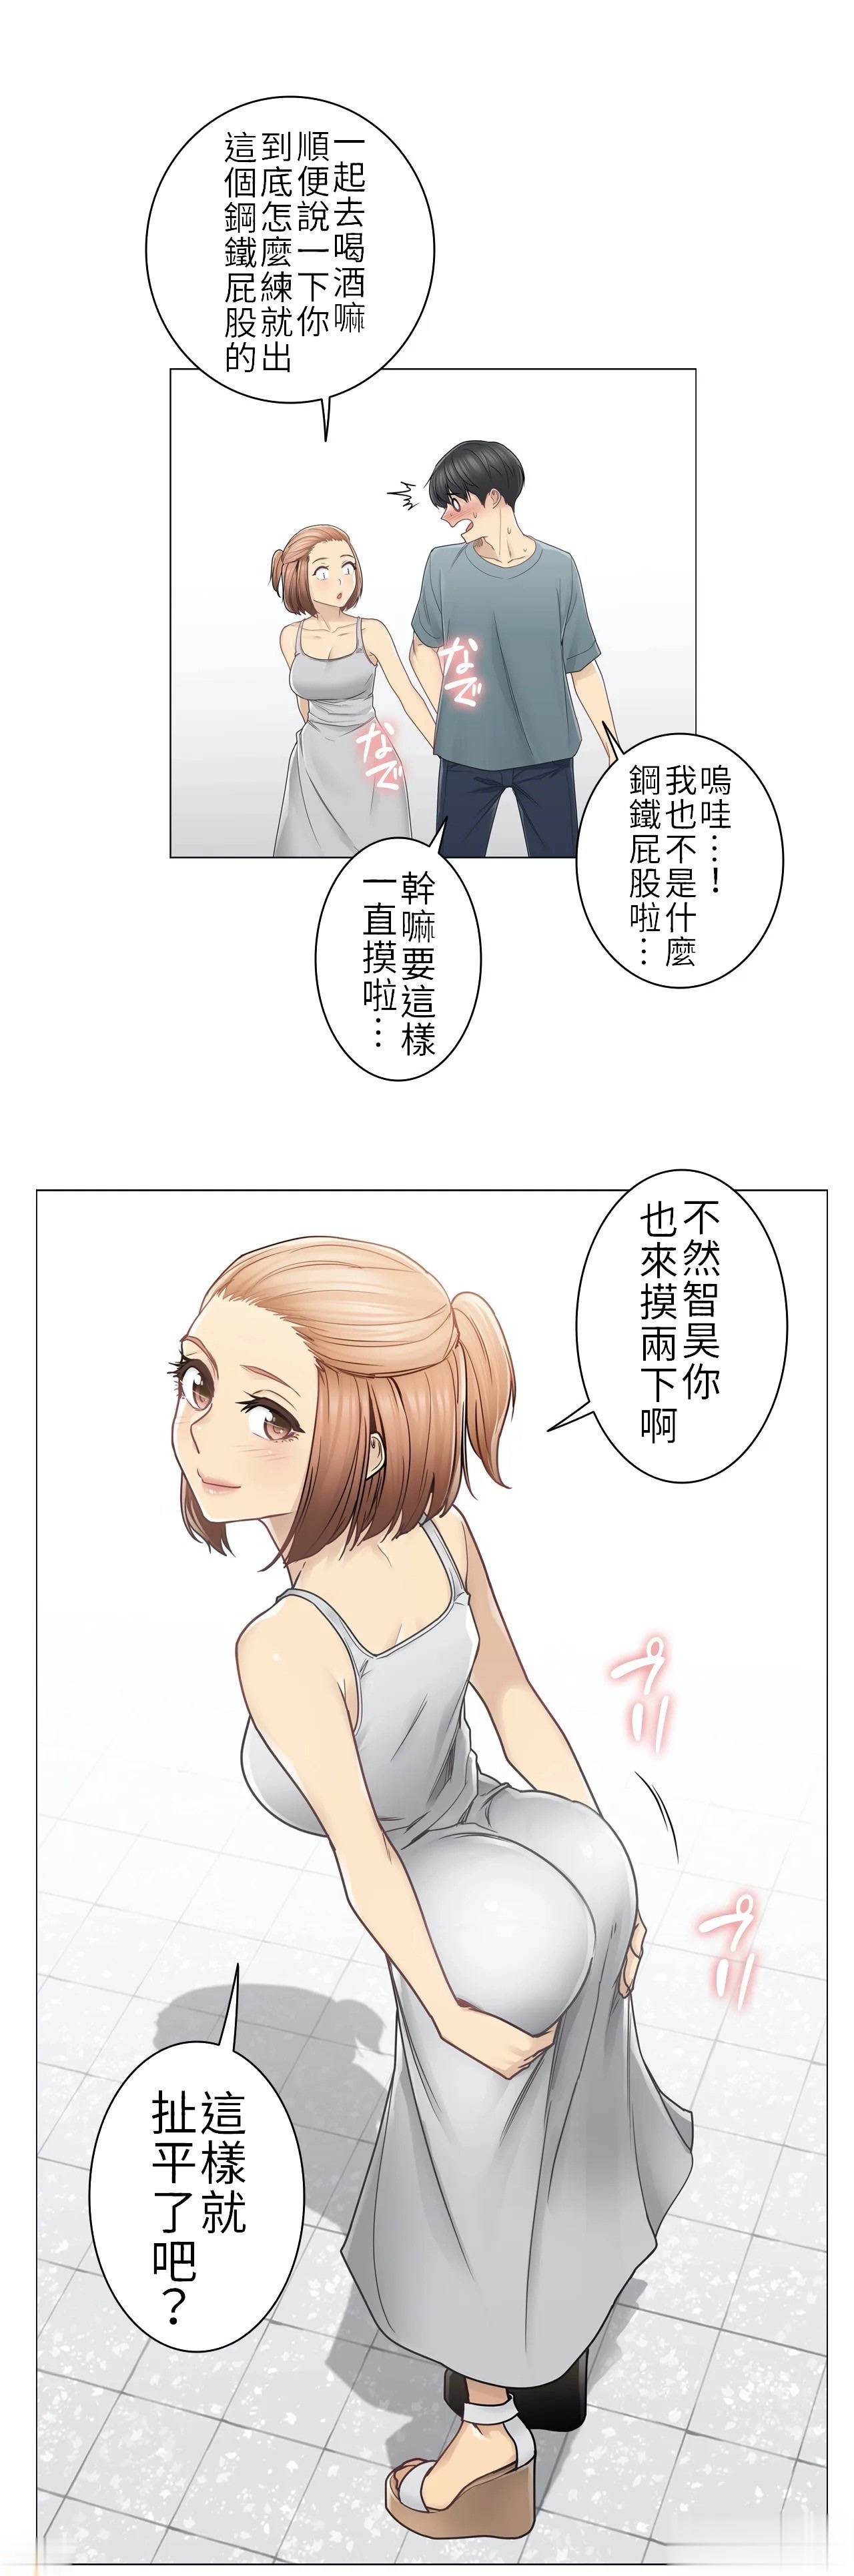 一起去喝酒嘛
順便說一下你
到底怎麼練就出
這個鋼鐵屁股的
なで
なで
嗚哇…！
我也不是什麼
鋼鐵屁股啦…
幹嘛要這樣
一直摸啦…
不然智昊你
也來摸兩下啊
プリ
プリ
這樣就
扯平了吧？